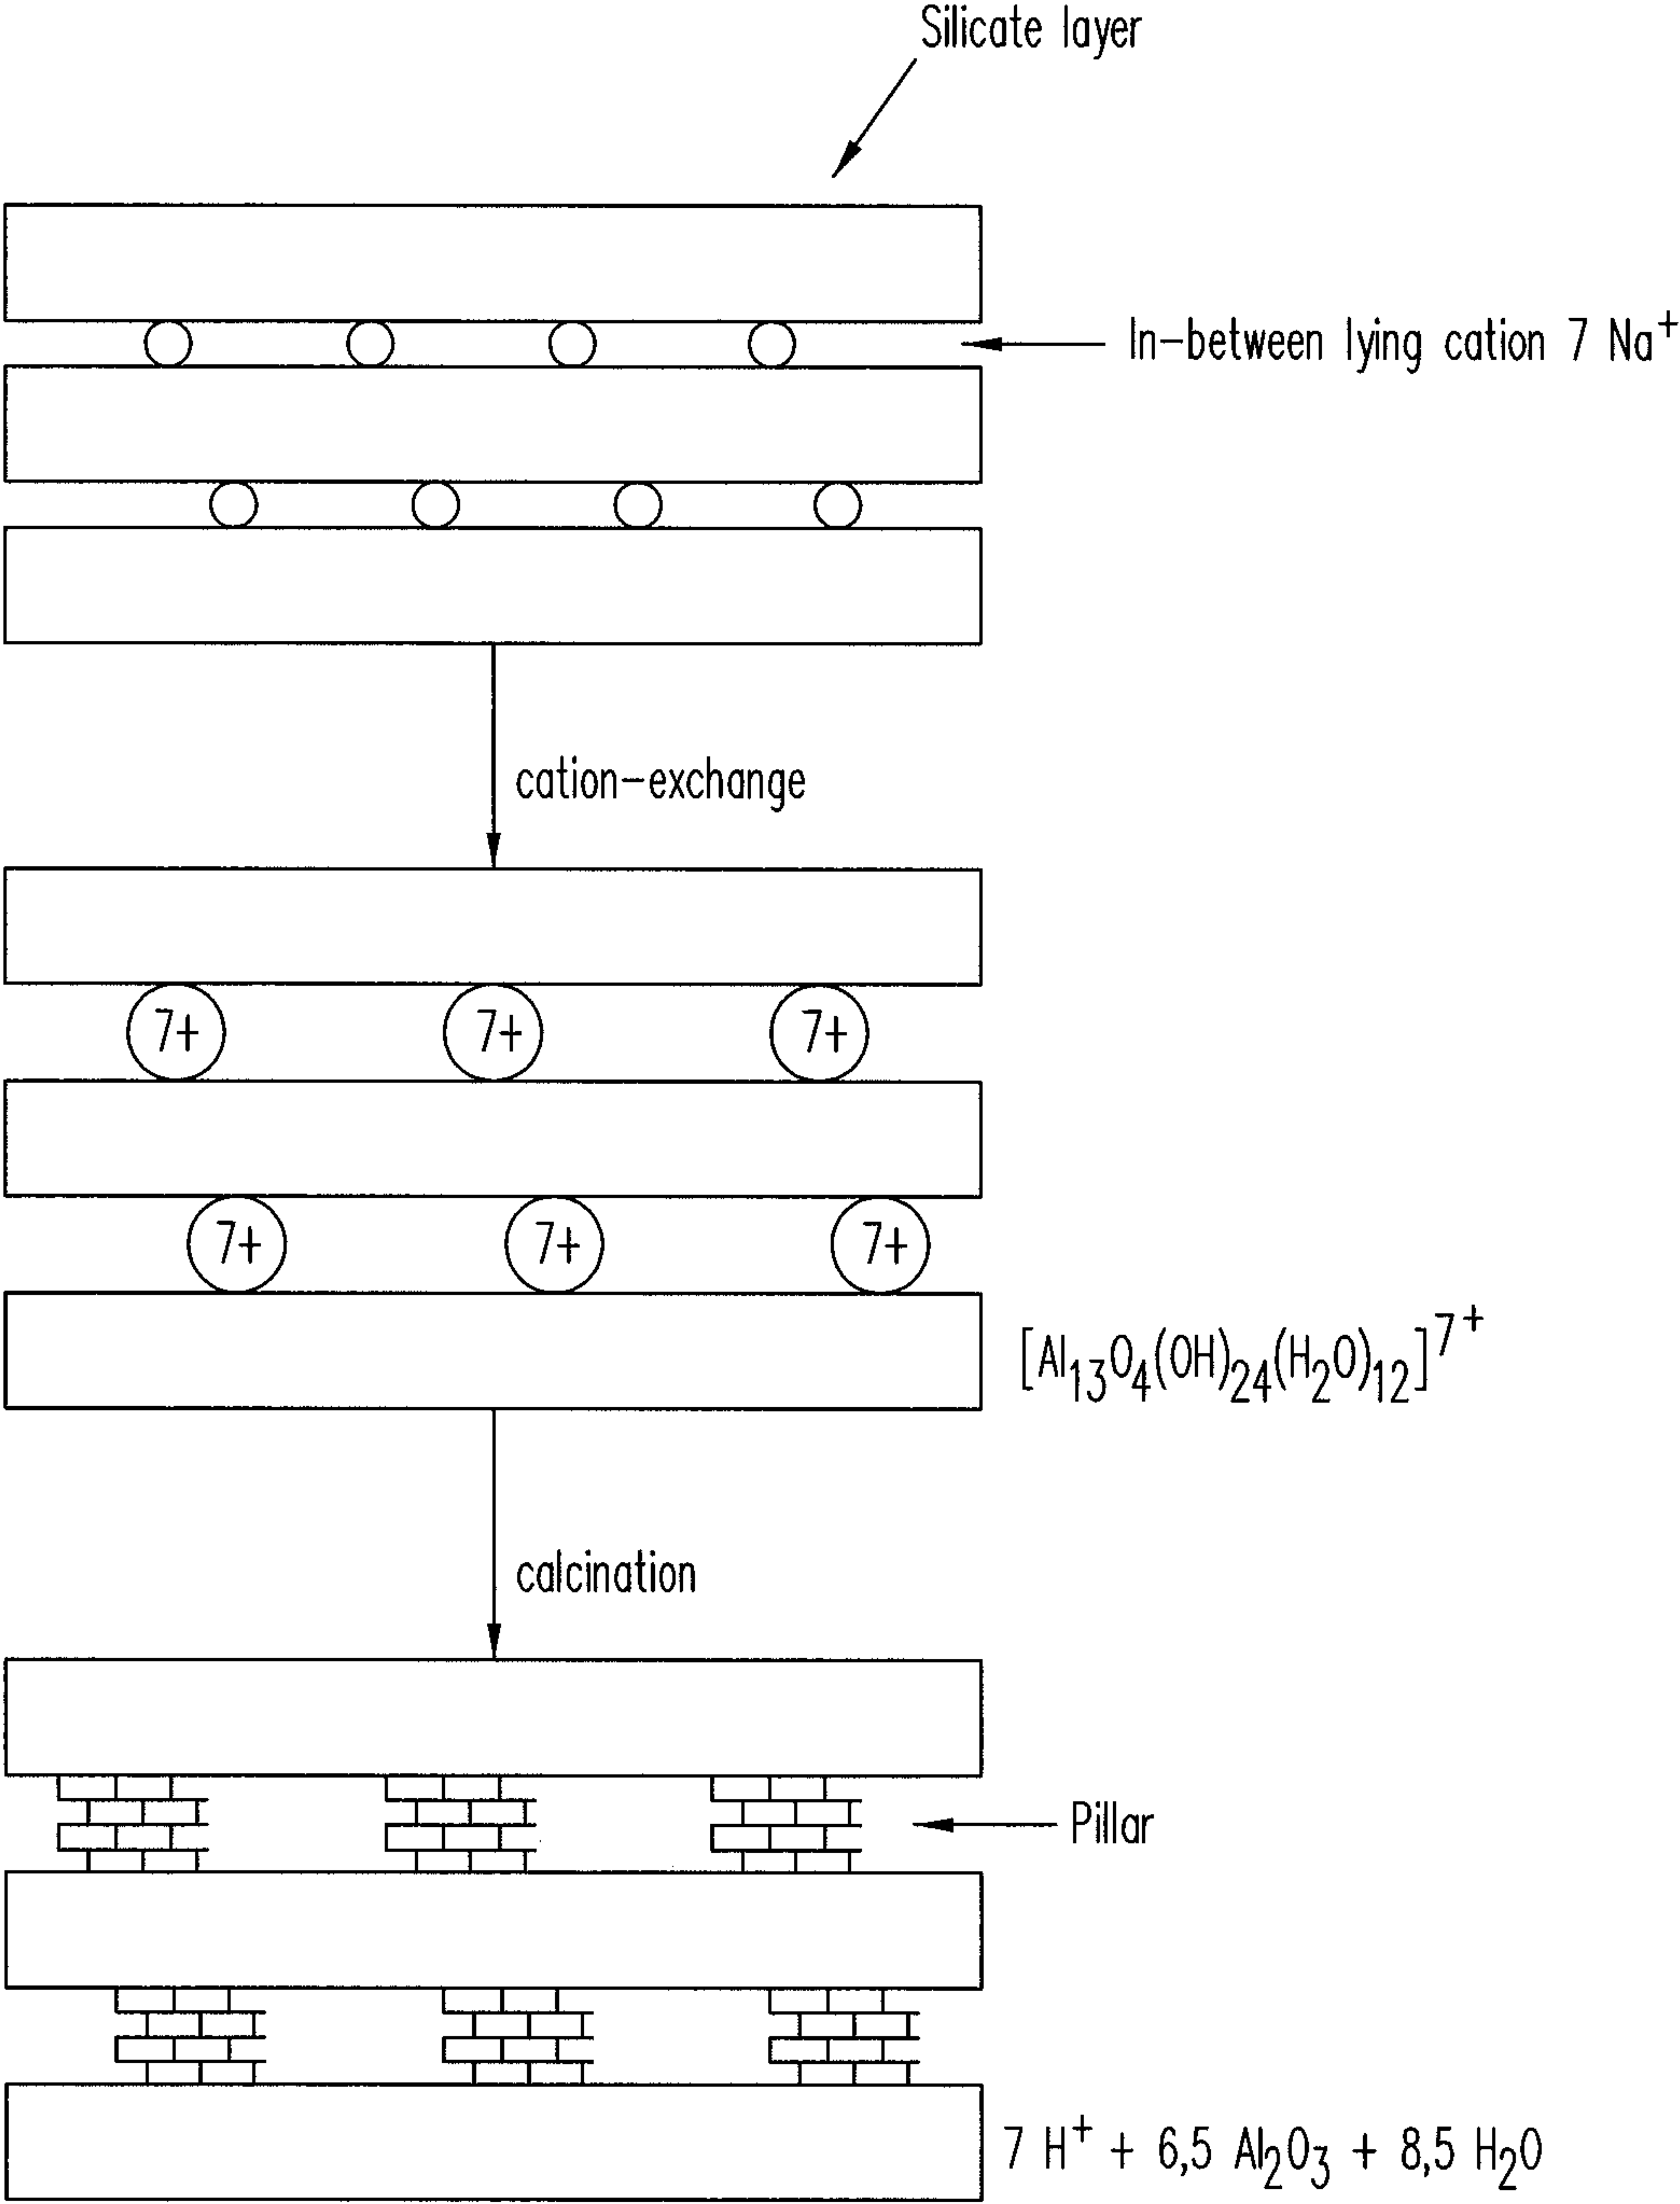 Silicate layer
In-between lying cation 7 Na⁺
cation-exchange
7+ 7+ 7+
7+ 7+ 7+
[Al₁₃O₄(OH)₂₄(H₂O)₁₂]⁷⁺
calcination
Pillar
7 H⁺ + 6,5 Al₂O₃ + 8,5 H₂O